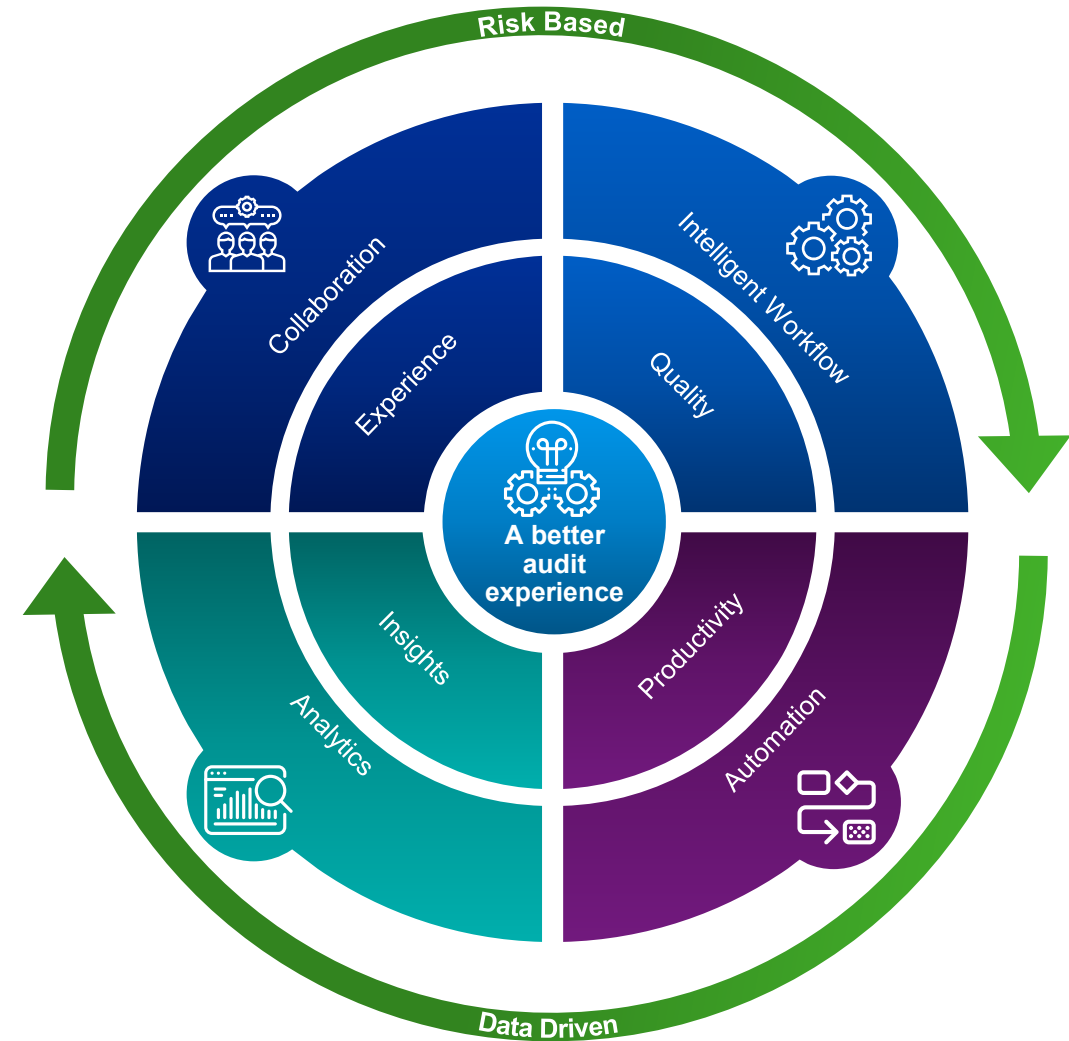 Risk Based
Collaboration
Intelligent Workflow
Experience
Quality
A better
audit
experience
Insights
Productivity
Analytics
Automation
Data Driven